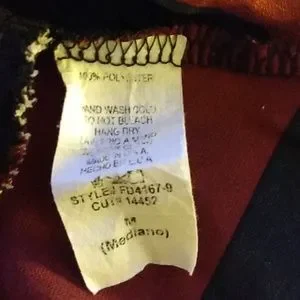 100% POLYESTER
HAND WASH COLD
DO NOT BLEACH
HANG DRY
MADE IN U.S.A.
HECHO EN E.U.A
STYLE# FD4167-9
CUT# 14452
M
(Mediano)